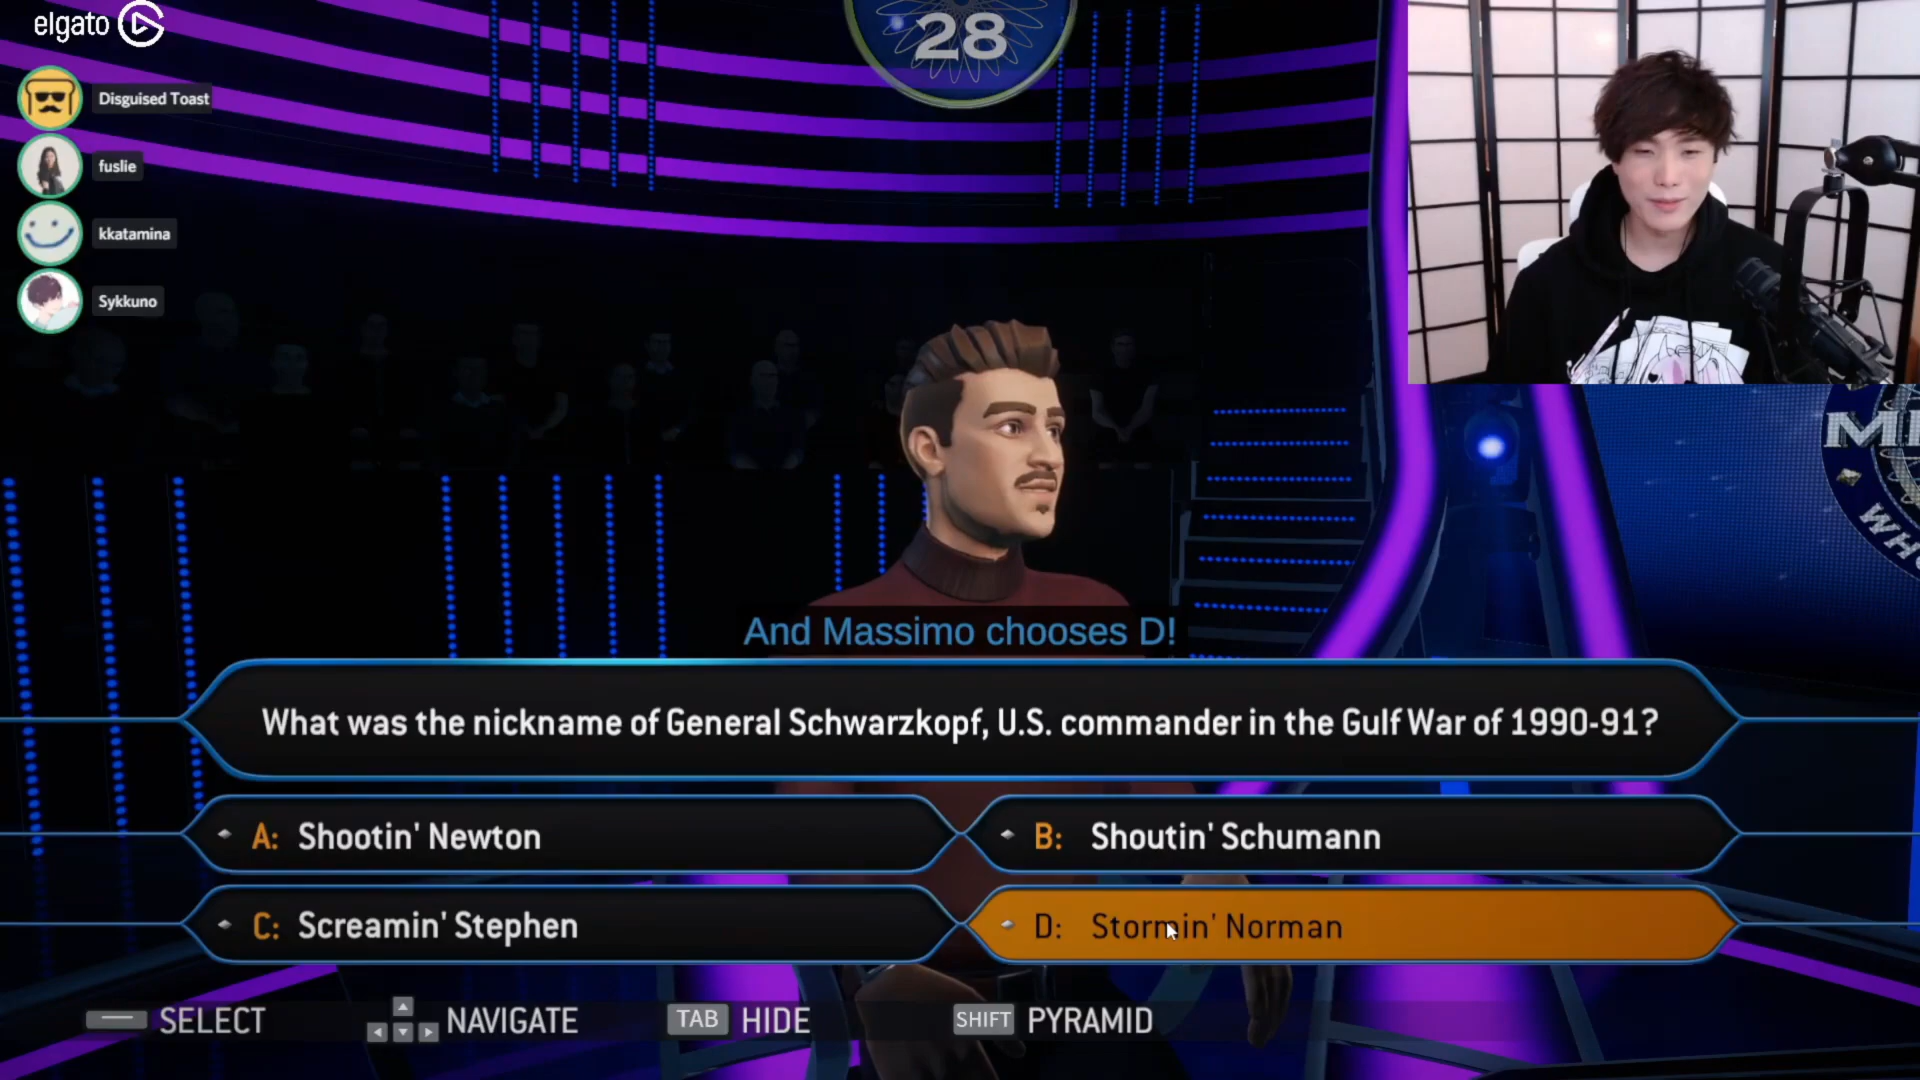 elgato
28
Disguised Toast
fuslie
kkatamina
Sykkuno
And Massimo chooses D!
What was the nickname of General Schwarzkopf, U.S. commander in the Gulf War of 1990-91?
A: Shootin' Newton
B: Shoutin' Schumann
C: Screamin' Stephen
D: Stormin' Norman
SELECT
NAVIGATE
TAB HIDE
SHIFT PYRAMID